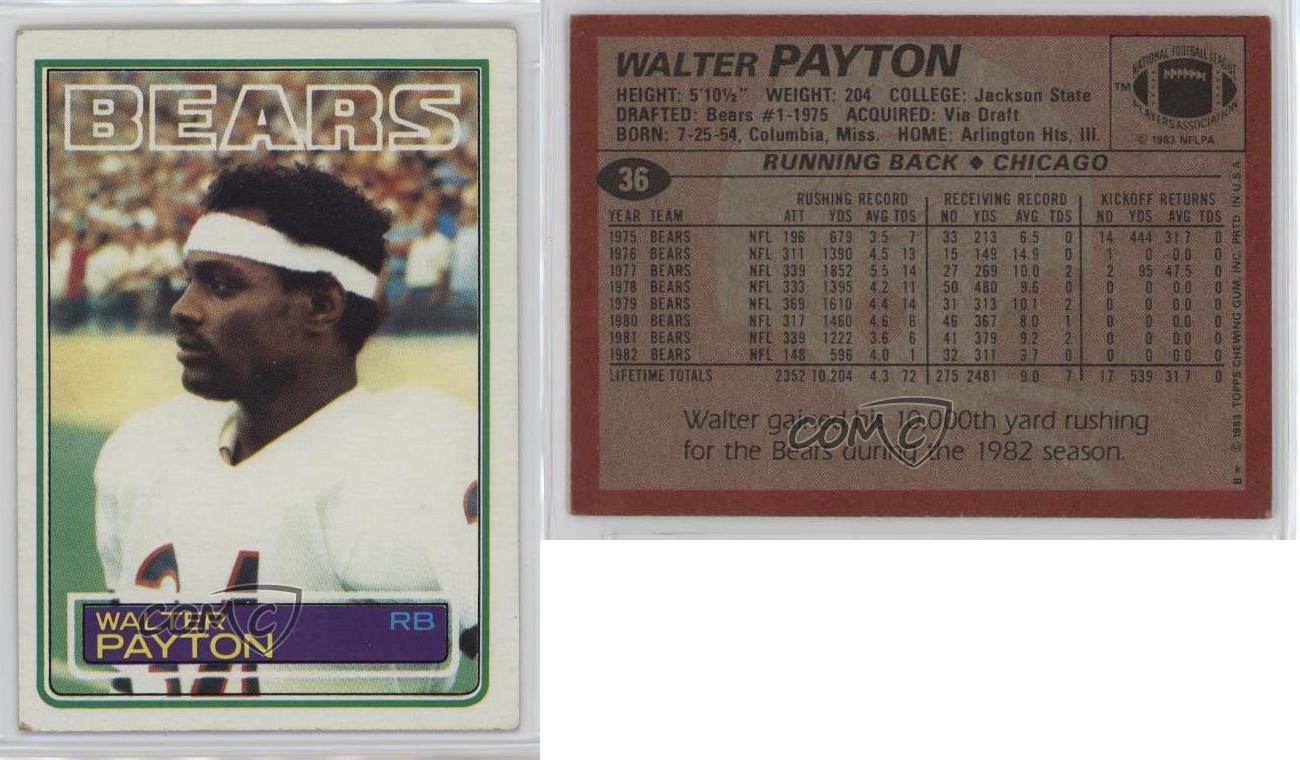 BEARS
34
WALTER RB
PAYTON
COMC
WALTER PAYTON
HEIGHT: 5'10½" WEIGHT: 204 COLLEGE: Jackson State
DRAFTED: Bears #1-1975 ACQUIRED: Via Draft
BORN: 7-25-54, Columbia, Miss. HOME: Arlington Hts, Ill.
NATIONAL FOOTBALL LEAGUE
PLAYERS ASSOCIATION
TM
© 1983 NFLPA
36 RUNNING BACK ◆ CHICAGO
RUSHING RECORD RECEIVING RECORD KICKOFF RETURNS
YEAR TEAM ATT YDS AVG TDS NO YDS AVG TDS NO YDS AVG TDS
1975 BEARS NFL 196 679 3.5 7 33 213 6.5 0 14 444 31.7 0
1976 BEARS NFL 311 1390 4.5 13 15 149 14.9 0 1 0 0.0 0
1977 BEARS NFL 339 1852 5.5 14 27 269 10.0 2 2 95 47.5 0
1978 BEARS NFL 333 1395 4.2 11 50 480 9.6 0 0 0 0.0 0
1979 BEARS NFL 369 1610 4.4 14 31 313 10.1 2 0 0 0.0 0
1980 BEARS NFL 317 1460 4.6 6 46 367 8.0 1 0 0 0.0 0
1981 BEARS NFL 339 1222 3.6 6 41 379 9.2 2 0 0 0.0 0
1982 BEARS NFL 148 596 4.0 1 32 311 3.7 0 0 0 0.0 0
LIFETIME TOTALS 2352 10,204 4.3 72 275 2481 9.0 7 17 539 31.7 0
Walter gained his 10,000th yard rushing
for the Bears during the 1982 season.
COMC
B* © 1983 TOPPS CHEWING GUM, INC. PRTD. IN U.S.A.